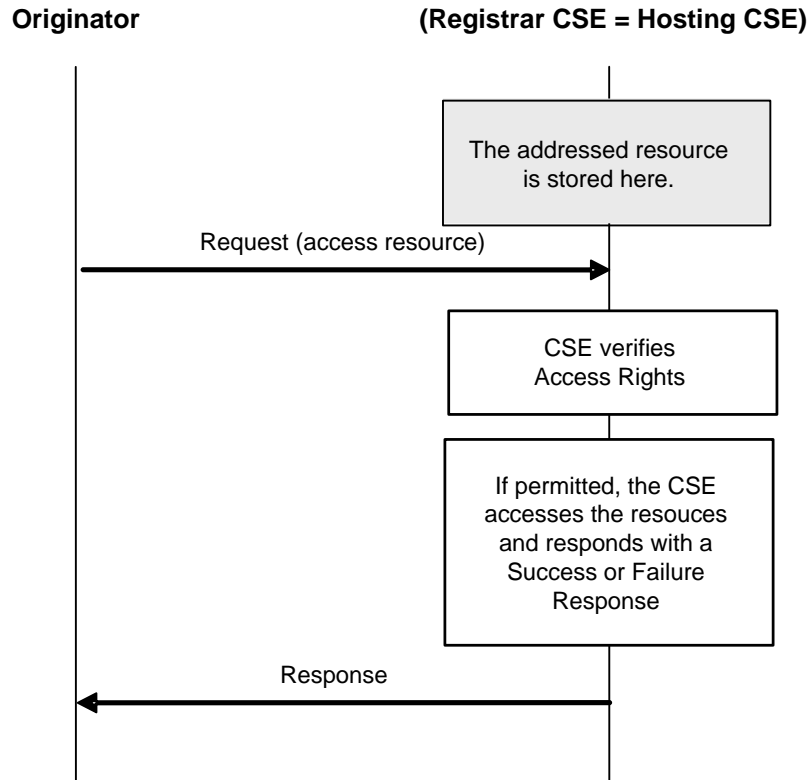 Originator
(Registrar CSE = Hosting CSE)
The addressed resource
is stored here.
Request (access resource)
CSE verifies
Access Rights
If permitted, the CSE
accesses the resouces
and responds with a
Success or Failure
Response
Response